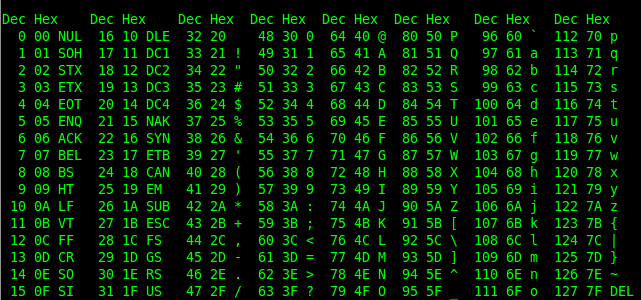 Dec Hex    Dec Hex    Dec Hex  Dec Hex  Dec Hex  Dec Hex   Dec Hex   Dec Hex
  0 00 NUL  16 10 DLE  32 20    48 30 0  64 40 @  80 50 P   96 60 `  112 70 p
  1 01 SOH  17 11 DC1  33 21 !  49 31 1  65 41 A  81 51 Q   97 61 a  113 71 q
  2 02 STX  18 12 DC2  34 22 "  50 32 2  66 42 B  82 52 R   98 62 b  114 72 r
  3 03 ETX  19 13 DC3  35 23 #  51 33 3  67 43 C  83 53 S   99 63 c  115 73 s
  4 04 EOT  20 14 DC4  36 24 $  52 34 4  68 44 D  84 54 T  100 64 d  116 74 t
  5 05 ENQ  21 15 NAK  37 25 %  53 35 5  69 45 E  85 55 U  101 65 e  117 75 u
  6 06 ACK  22 16 SYN  38 26 &  54 36 6  70 46 F  86 56 V  102 66 f  118 76 v
  7 07 BEL  23 17 ETB  39 27 '  55 37 7  71 47 G  87 57 W  103 67 g  119 77 w
  8 08 BS   24 18 CAN  40 28 (  56 38 8  72 48 H  88 58 X  104 68 h  120 78 x
  9 09 HT   25 19 EM   41 29 )  57 39 9  73 49 I  89 59 Y  105 69 i  121 79 y
 10 0A LF   26 1A SUB  42 2A *  58 3A :  74 4A J  90 5A Z  106 6A j  122 7A z
 11 0B VT   27 1B ESC  43 2B +  59 3B ;  75 4B K  91 5B [  107 6B k  123 7B {
 12 0C FF   28 1C FS   44 2C ,  60 3C <  76 4C L  92 5C \  108 6C l  124 7C |
 13 0D CR   29 1D GS   45 2D -  61 3D =  77 4D M  93 5D ]  109 6D m  125 7D }
 14 0E SO   30 1E RS   46 2E .  62 3E >  78 4E N  94 5E ^  110 6E n  126 7E ~
 15 0F SI   31 1F US   47 2F /  63 3F ?  79 4F O  95 5F _  111 6F o  127 7F DEL